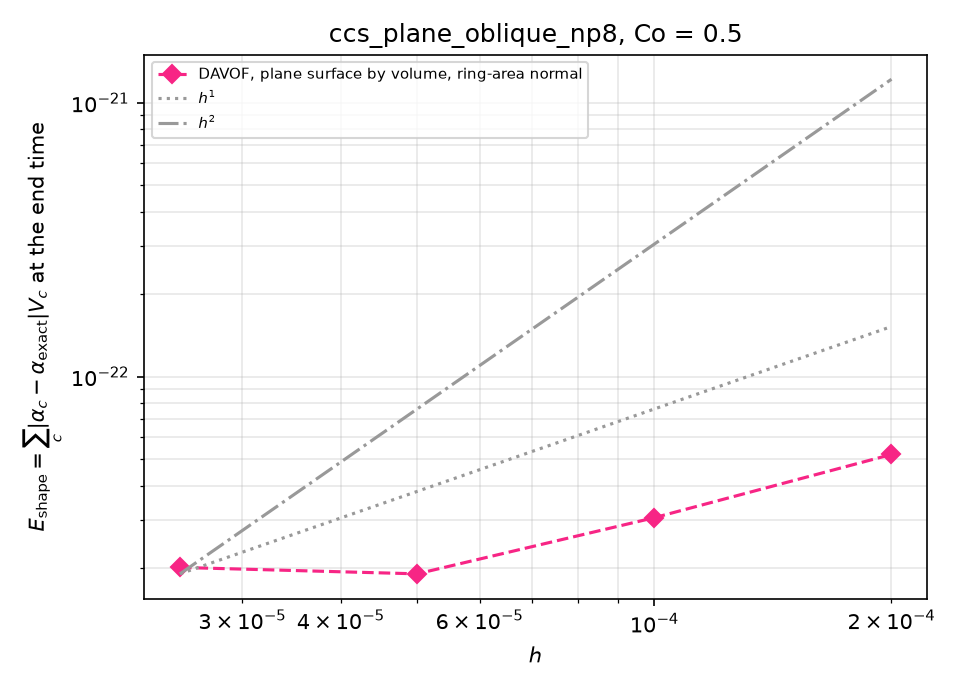 ccs_plane_oblique_np8, Co = 0.5
DAVOF, plane surface by volume, ring-area normal
h¹
h²
10⁻²¹
10⁻²²
E_shape = ∑_c |α_c − α_exact|V_c at the end time
3 × 10⁻⁵ 4 × 10⁻⁵ 6 × 10⁻⁵ 10⁻⁴ 2 × 10⁻⁴
h